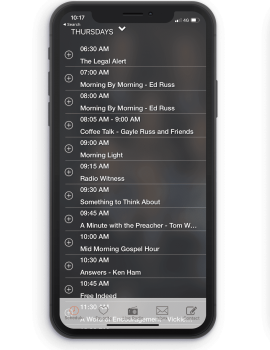 10:17
4G
◀ Search
THURSDAYS
06:30 AM
The Legal Alert
07:00 AM
Morning By Morning - Ed Russ
08:00 AM
Morning By Morning - Ed Russ
08:05 AM - 9:00 AM
Coffee Talk - Gayle Russ and Friends
09:00 AM
Morning Light
09:15 AM
Radio Witness
09:30 AM
Something to Think About
09:45 AM
A Minute with the Preacher - Tom W...
10:00 AM
Mid Morning Gospel Hour
10:30 AM
Answers - Ken Ham
10:45 AM
Free Indeed
11:30 AM